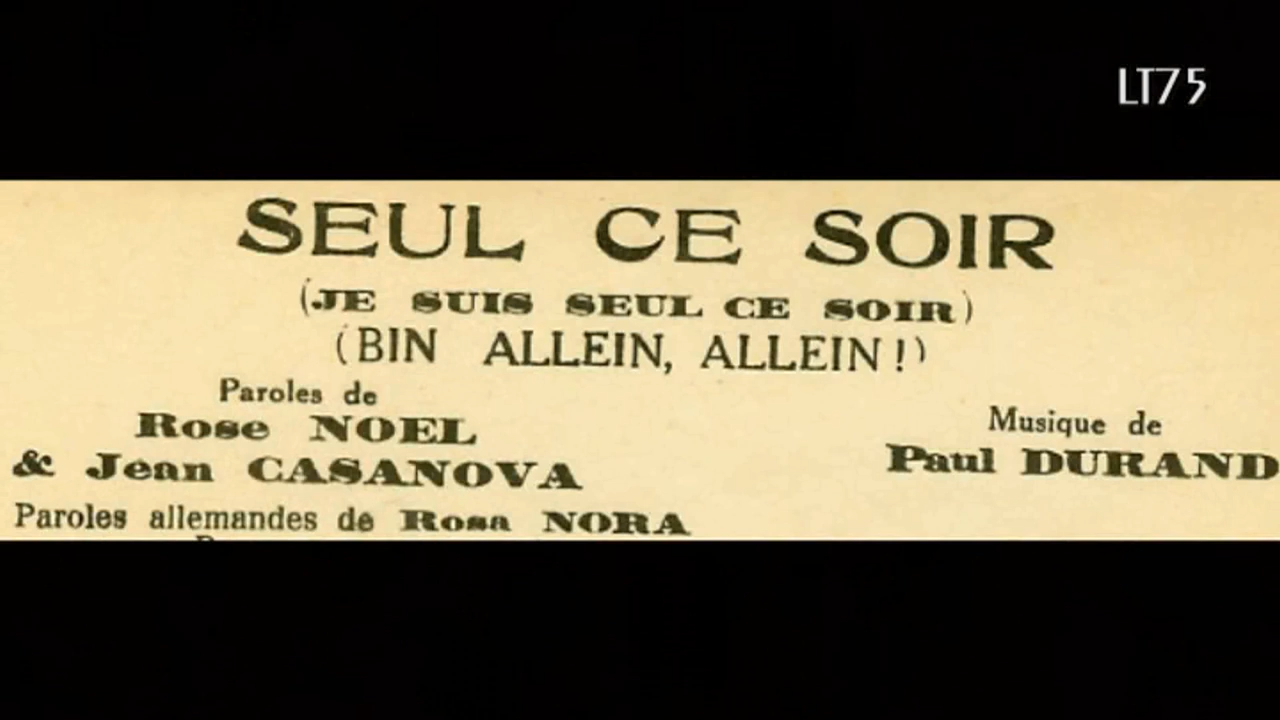 LT75
SEUL CE SOIR
(JE SUIS SEUL CE SOIR)
(BIN ALLEIN, ALLEIN!)
Paroles de
Rose NOEL
& Jean CASANOVA
Musique de
Paul DURAND
Paroles allemandes de Rosa NORA